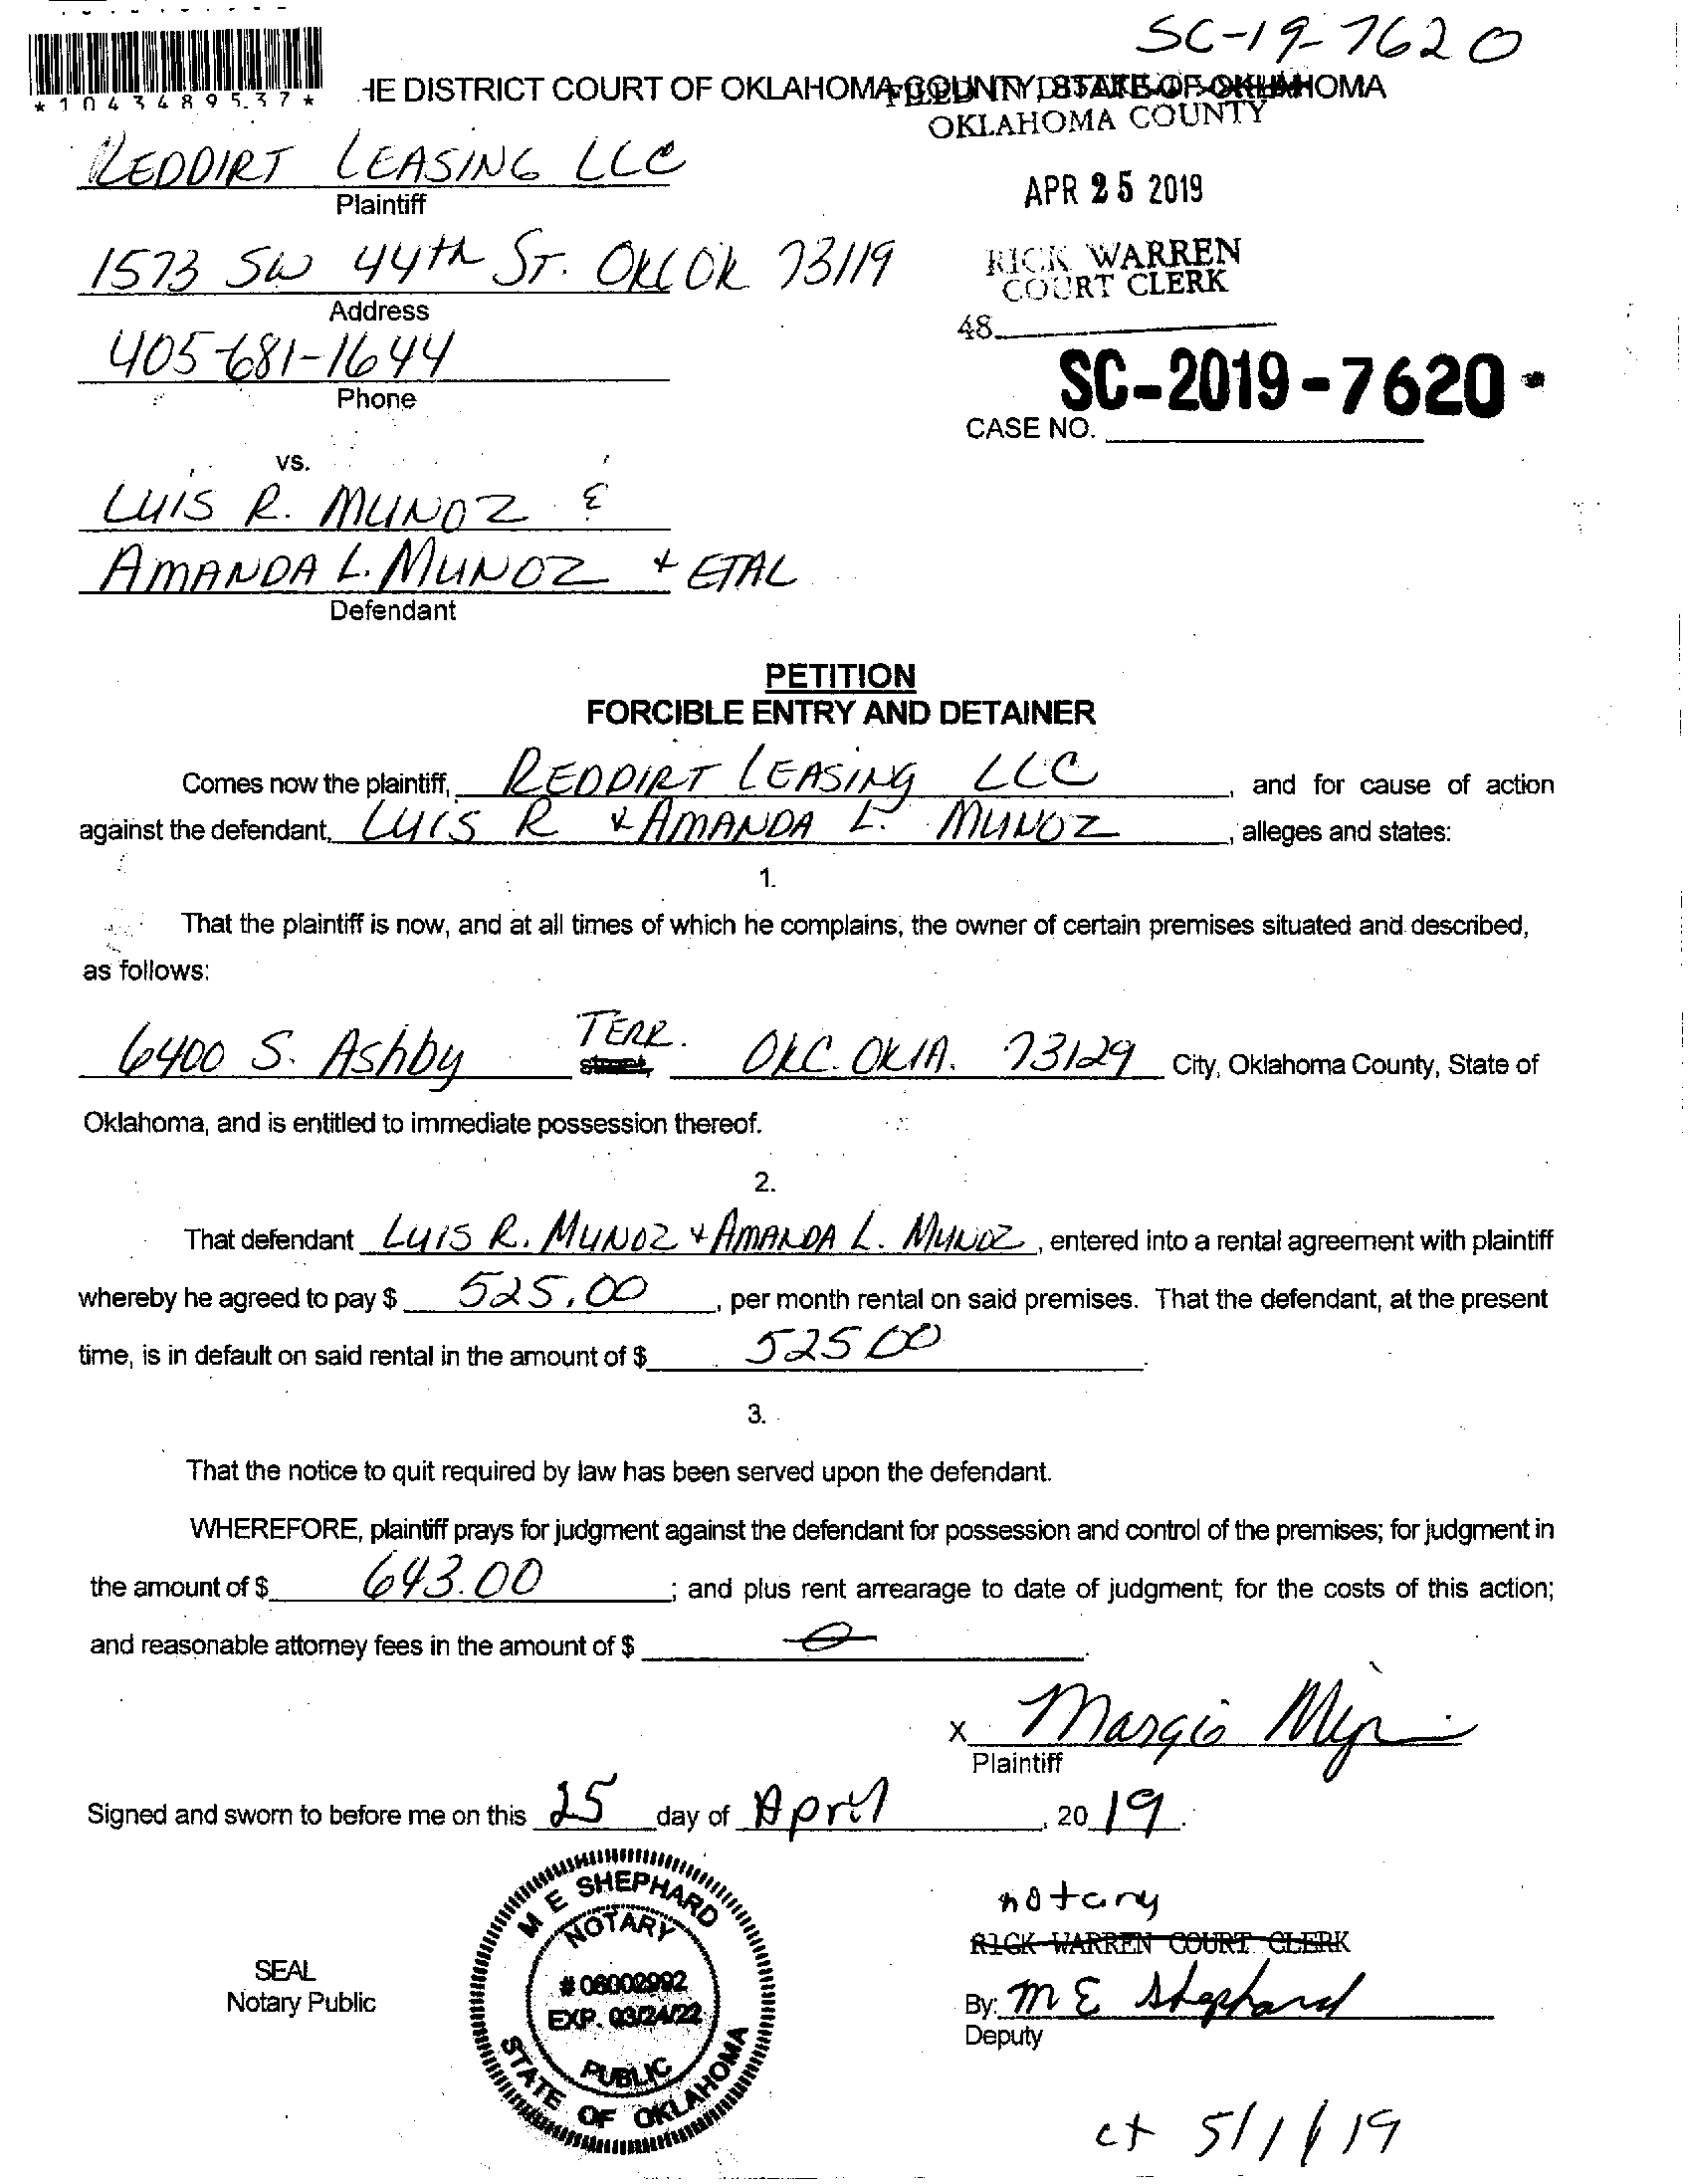 SC-19-7620
*1043489537*
HE DISTRICT COURT OF OKLAHOMA COUNTY, STATE OF OKLAHOMA
FILED IN DISTRICT COURT
OKLAHOMA COUNTY
REDDIRT LEASING LLC
Plaintiff
APR 25 2019
1573 SW 44th ST. OKC OK 73119
Address
RICK WARREN
COURT CLERK
405-681-1644
Phone
48
SC-2019-7620
CASE NO.
vs.
LUIS R. MUNOZ &
AMANDA L. MUNOZ + ETAL
Defendant
PETITION
FORCIBLE ENTRY AND DETAINER
Comes now the plaintiff, REDDIRT LEASING LLC, and for cause of action
against the defendant, LUIS R + AMANDA L. MUNOZ, alleges and states:
1.
That the plaintiff is now, and at all times of which he complains, the owner of certain premises situated and described,
as follows:
6400 S. Ashby TERR. street, OKC. OKLA. 73129 City, Oklahoma County, State of
Oklahoma, and is entitled to immediate possession thereof.
2.
That defendant LUIS R. MUNOZ + AMANDA L. MUNOZ, entered into a rental agreement with plaintiff
whereby he agreed to pay $ 525.00, per month rental on said premises. That the defendant, at the present
time, is in default on said rental in the amount of $ 525.00.
3.
That the notice to quit required by law has been served upon the defendant.
WHEREFORE, plaintiff prays for judgment against the defendant for possession and control of the premises; for judgment in
the amount of $ 643.00; and plus rent arrearage to date of judgment; for the costs of this action;
and reasonable attorney fees in the amount of $ 0.
X Margie
Plaintiff
Signed and sworn to before me on this 25 day of April, 2019.
M E SHEPHARD
NOTARY
# 06002992
EXP. 03/24/22
PUBLIC
STATE OF OKLAHOMA
SEAL
Notary Public
notary
RICK WARREN COURT CLERK
By: M E Shephard
Deputy
ct 5/1/19